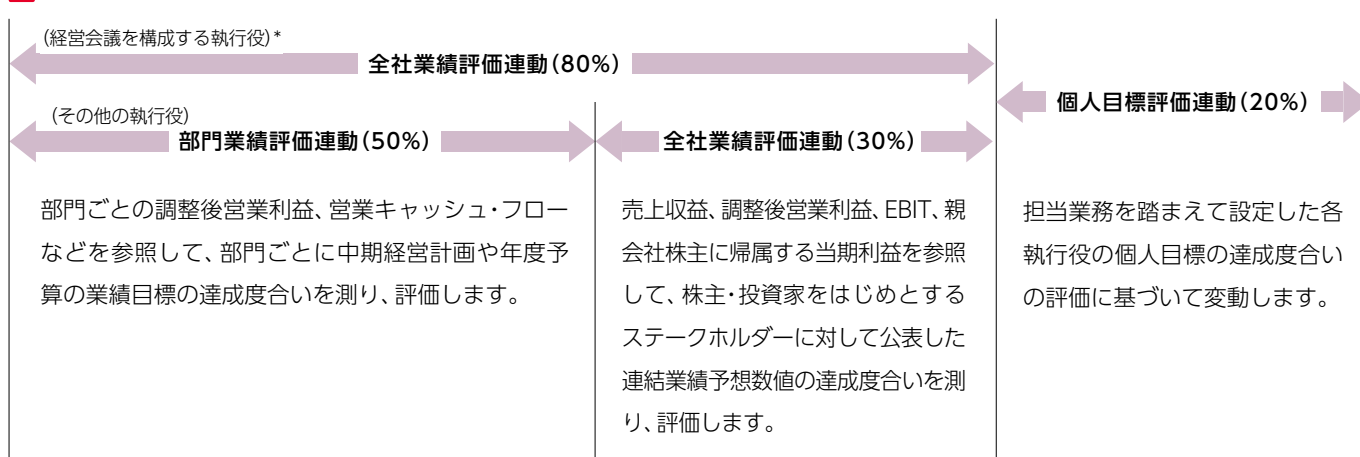 (経営会議を構成する執行役)*
全社業績評価連動(80%)
(その他の執行役)
部門業績評価連動(50%)
全社業績評価連動(30%)
個人目標評価連動(20%)
部門ごとの調整後営業利益、営業キャッシュ・フロー
などを参照して、部門ごとに中期経営計画や年度予
算の業績目標の達成度合いを測り、評価します。
売上収益、調整後営業利益、EBIT、親
会社株主に帰属する当期利益を参照
して、株主・投資家をはじめとする
ステークホルダーに対して公表した
連結業績予想数値の達成度合いを測
り、評価します。
担当業務を踏まえて設定した各
執行役の個人目標の達成度合い
の評価に基づいて変動します。